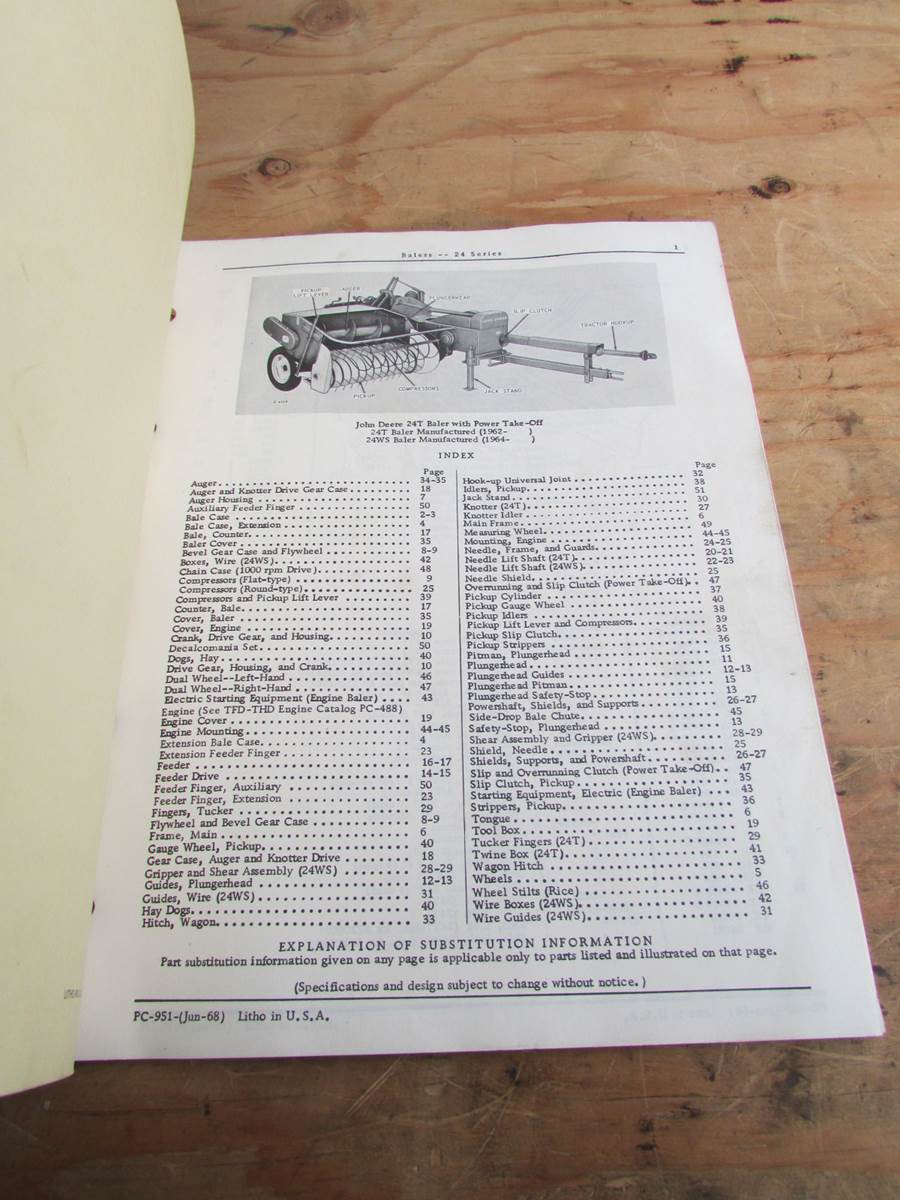 Balers -- 24 Series
1
PICKUP
LIFT LEVER
AUGER
PLUNGERHEAD
SLIP CLUTCH
TRACTOR HOOKUP
COMPRESSORS
PICKUP
JACK STAND
John Deere 24T Baler with Power Take-Off
24T Baler Manufactured (1962- )
24WS Baler Manufactured (1964- )
INDEX
Page
Auger 34-35
Auger and Knotter Drive Gear Case 18
Auger Housing 7
Auxiliary Feeder Finger 50
Bale Case 2-3
Bale Case, Extension 4
Bale, Counter 17
Baler Cover 35
Bevel Gear Case and Flywheel 8-9
Boxes, Wire (24WS) 42
Chain Case (1000 rpm Drive) 48
Compressors (Flat-type) 9
Compressors (Round-type) 25
Compressors and Pickup Lift Lever 39
Counter, Bale 17
Cover, Baler 35
Cover, Engine 19
Crank, Drive Gear, and Housing 10
Decalcomania Set 50
Dogs, Hay 40
Drive Gear, Housing, and Crank 10
Dual Wheel--Left-Hand 46
Dual Wheel--Right-Hand 47
Electric Starting Equipment (Engine Baler) 43
Engine (See TFD-THD Engine Catalog PC-488)
Engine Cover 19
Engine Mounting 44-45
Extension Bale Case 4
Extension Feeder Finger 23
Feeder 16-17
Feeder Drive 14-15
Feeder Finger, Auxiliary 50
Feeder Finger, Extension 23
Fingers, Tucker 29
Flywheel and Bevel Gear Case 8-9
Frame, Main 6
Gauge Wheel, Pickup 40
Gear Case, Auger and Knotter Drive 18
Gripper and Shear Assembly (24WS) 28-29
Guides, Plungerhead 12-13
Guides, Wire (24WS) 31
Hay Dogs 40
Hitch, Wagon 33
Page
Hook-up Universal Joint 32
Idlers, Pickup 38
Jack Stand 51
Knotter (24T) 30
Knotter Idler 27
Main Frame 6
Measuring Wheel 49
Mounting, Engine 44-45
Needle, Frame, and Guards 24-25
Needle Lift Shaft (24T) 20-21
Needle Lift Shaft (24WS) 22-23
Needle Shield 25
Overrunning and Slip Clutch (Power Take-Off) 47
Pickup Cylinder 37
Pickup Gauge Wheel 40
Pickup Idlers 38
Pickup Lift Lever and Compressors 39
Pickup Slip Clutch 35
Pickup Strippers 36
Pitman, Plungerhead 15
Plungerhead 11
Plungerhead Guides 12-13
Plungerhead Pitman 15
Plungerhead Safety-Stop 13
Powershaft, Shields, and Supports 26-27
Side-Drop Bale Chute 45
Safety-Stop, Plungerhead 13
Shear Assembly and Gripper (24WS) 28-29
Shield, Needle 25
Shields, Supports, and Powershaft 26-27
Slip and Overrunning Clutch (Power Take-Off) 47
Slip Clutch, Pickup 35
Starting Equipment, Electric (Engine Baler) 43
Strippers, Pickup 36
Tongue 6
Tool Box 19
Tucker Fingers (24T) 29
Twine Box (24T) 41
Wagon Hitch 33
Wheels 5
Wheel Stilts (Rice) 46
Wire Boxes (24WS) 42
Wire Guides (24WS) 31
EXPLANATION OF SUBSTITUTION INFORMATION
Part substitution information given on any page is applicable only to parts listed and illustrated on that page.
(Specifications and design subject to change without notice.)
PC-951-(Jun-68) Litho in U.S.A.